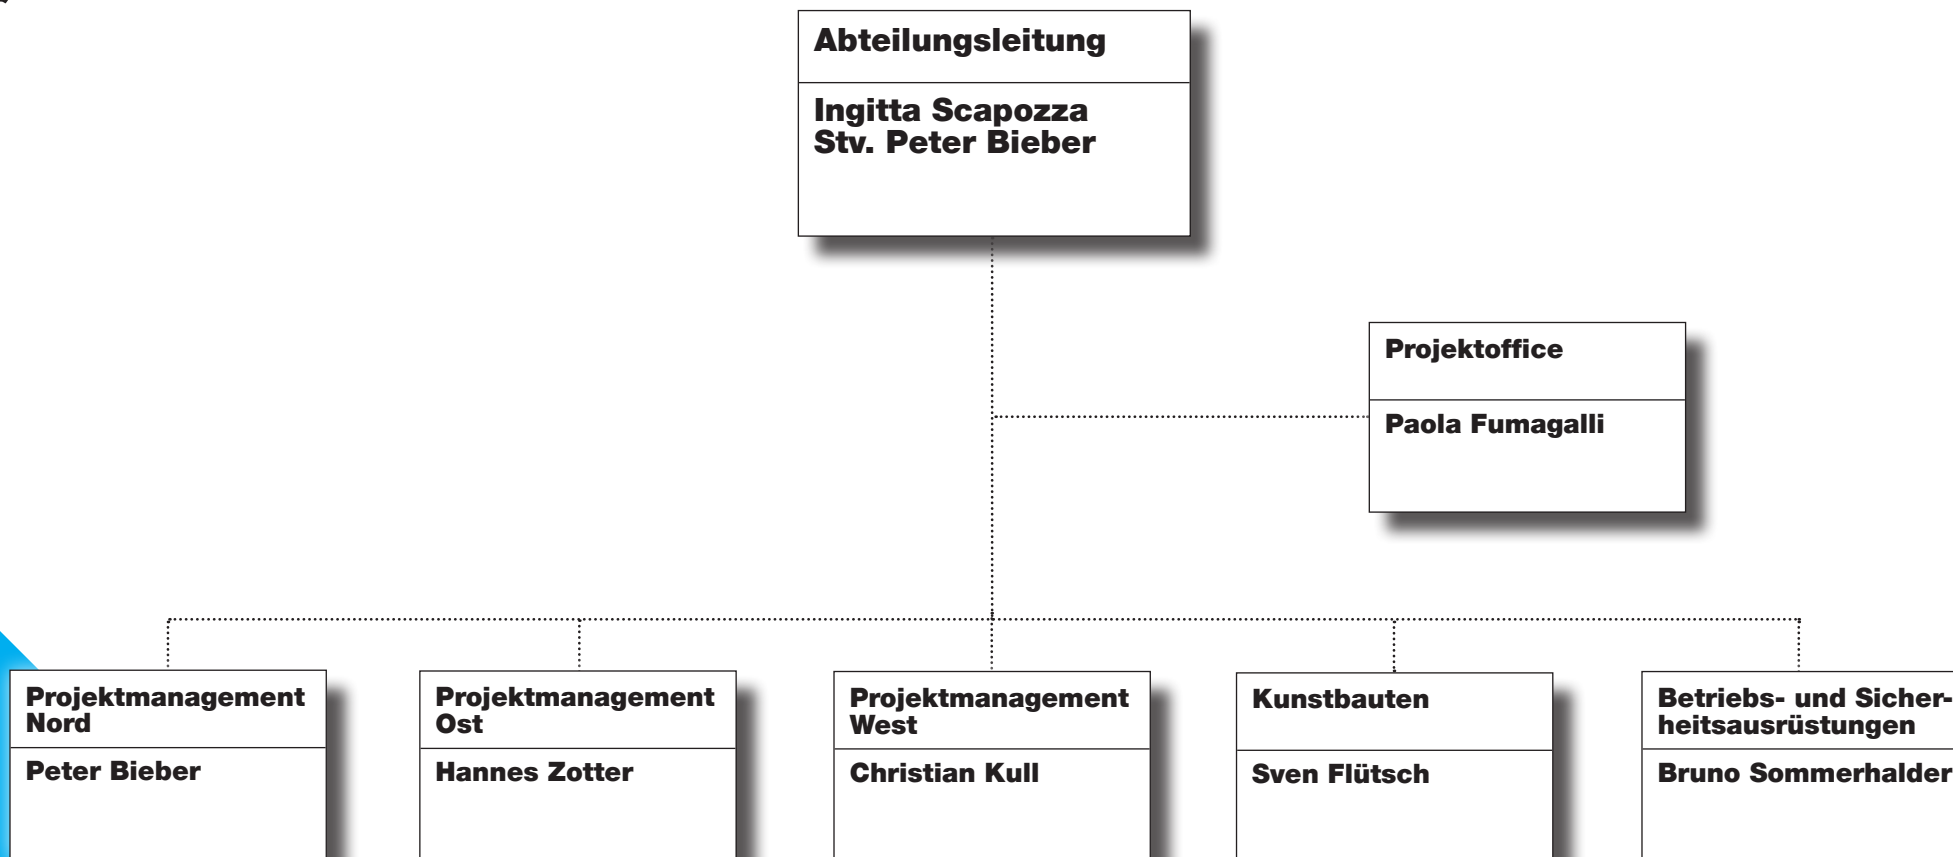 Abteilungsleitung
Ingitta Scapozza
Stv. Peter Bieber
Projektoffice
Paola Fumagalli
Projektmanagement
Nord
Peter Bieber
Projektmanagement
Ost
Hannes Zotter
Projektmanagement
West
Christian Kull
Kunstbauten
Sven Flütsch
Betriebs- und Sicher-
heitsausrüstungen
Bruno Sommerhalder